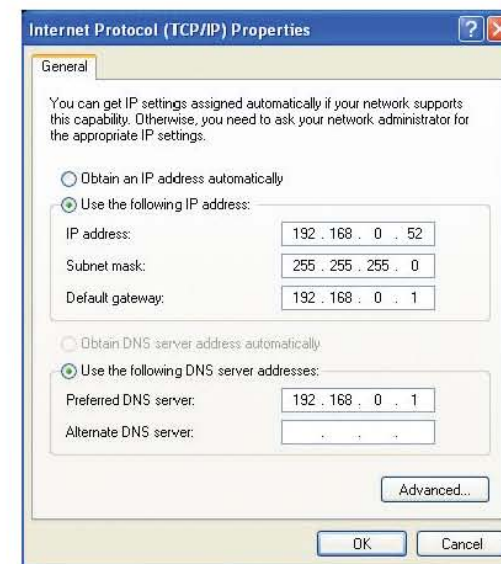 Internet Protocol (TCP/IP) Properties
General
You can get IP settings assigned automatically if your network supports
this capability. Otherwise, you need to ask your network administrator for
the appropriate IP settings.
Obtain an IP address automatically
Use the following IP address:
IP address: 192 . 168 . 0 . 52
Subnet mask: 255 . 255 . 255 . 0
Default gateway: 192 . 168 . 0 . 1
Obtain DNS server address automatically
Use the following DNS server addresses:
Preferred DNS server: 192 . 168 . 0 . 1
Alternate DNS server: . . .
Advanced...
OK Cancel